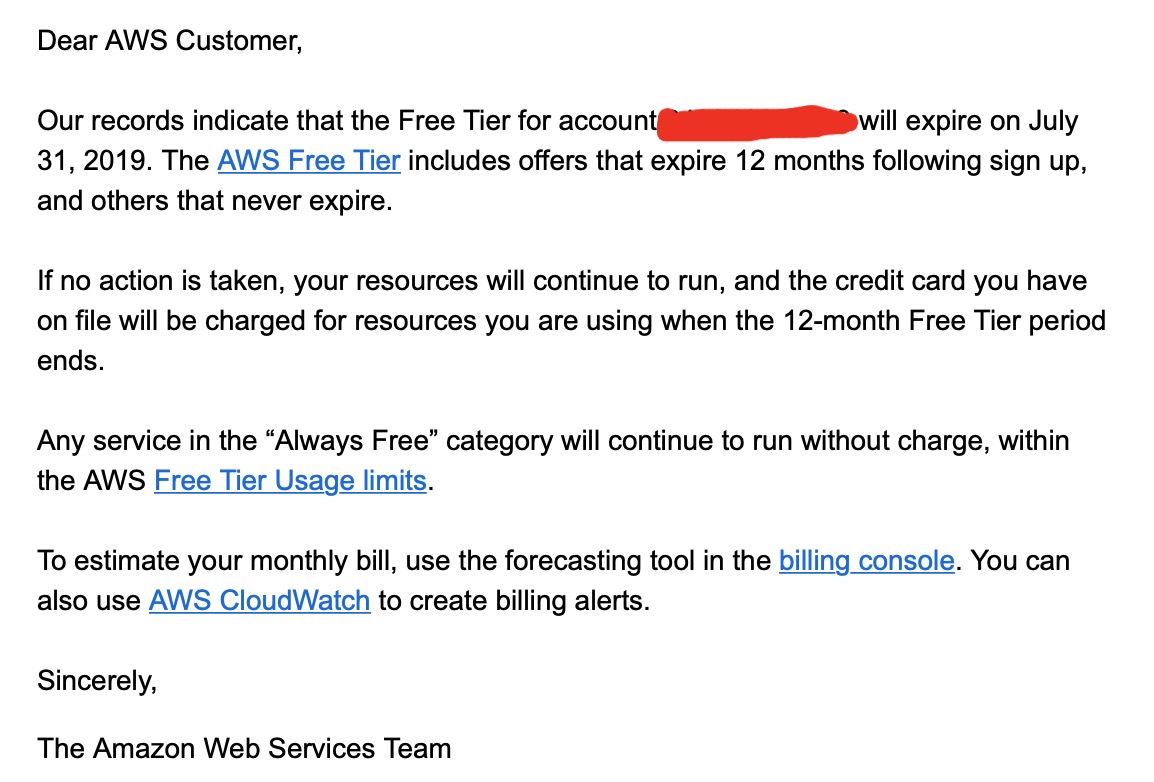 Dear AWS Customer,
Our records indicate that the Free Tier for account will expire on July
31, 2019. The AWS Free Tier includes offers that expire 12 months following sign up,
and others that never expire.
If no action is taken, your resources will continue to run, and the credit card you have
on file will be charged for resources you are using when the 12-month Free Tier period
ends.
Any service in the “Always Free” category will continue to run without charge, within
the AWS Free Tier Usage limits.
To estimate your monthly bill, use the forecasting tool in the billing console. You can
also use AWS CloudWatch to create billing alerts.
Sincerely,
The Amazon Web Services Team